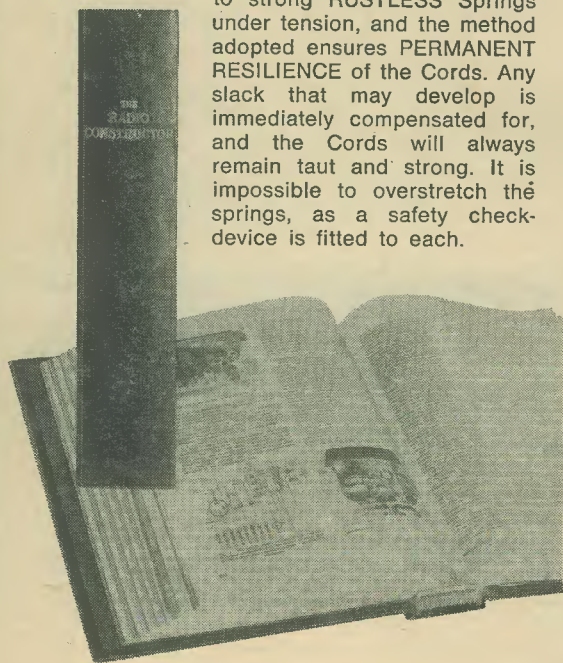 to strong RUSTLESS Springs
under tension, and the method
adopted ensures PERMANENT
RESILIENCE of the Cords. Any
slack that may develop is
immediately compensated for,
and the Cords will always
remain taut and strong. It is
impossible to overstretch the
springs, as a safety check-
device is fitted to each.
THE
RADIO
CONSTRUCTOR